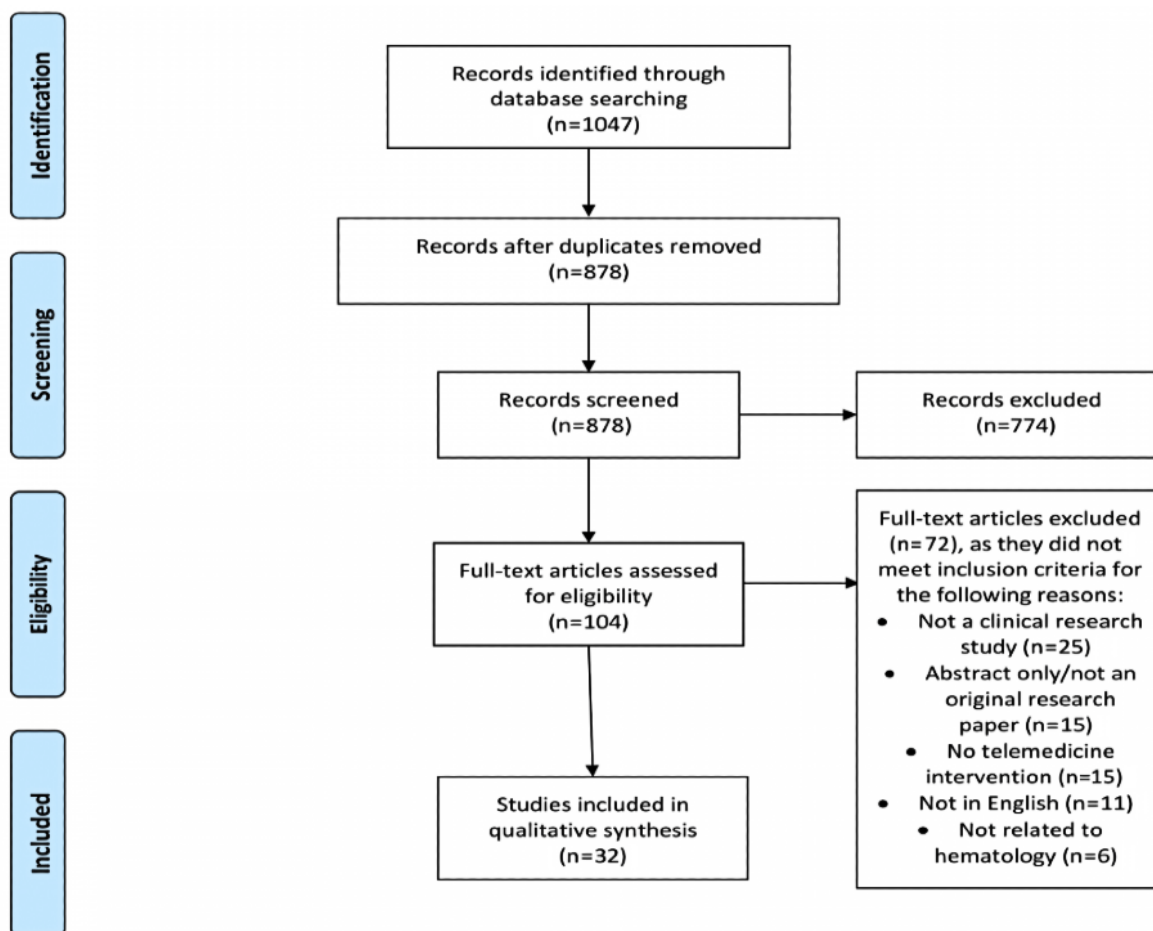 Identification
Records identified through
database searching
(n=1047)
Records after duplicates removed
(n=878)
Screening
Records screened
(n=878)
Records excluded
(n=774)
Eligibility
Full-text articles assessed
for eligibility
(n=104)
Full-text articles excluded
(n=72), as they did not
meet inclusion criteria for
the following reasons:
• Not a clinical research
study (n=25)
• Abstract only/not an
original research
paper (n=15)
• No telemedicine
intervention (n=15)
• Not in English (n=11)
• Not related to
hematology (n=6)
Included
Studies included in
qualitative synthesis
(n=32)